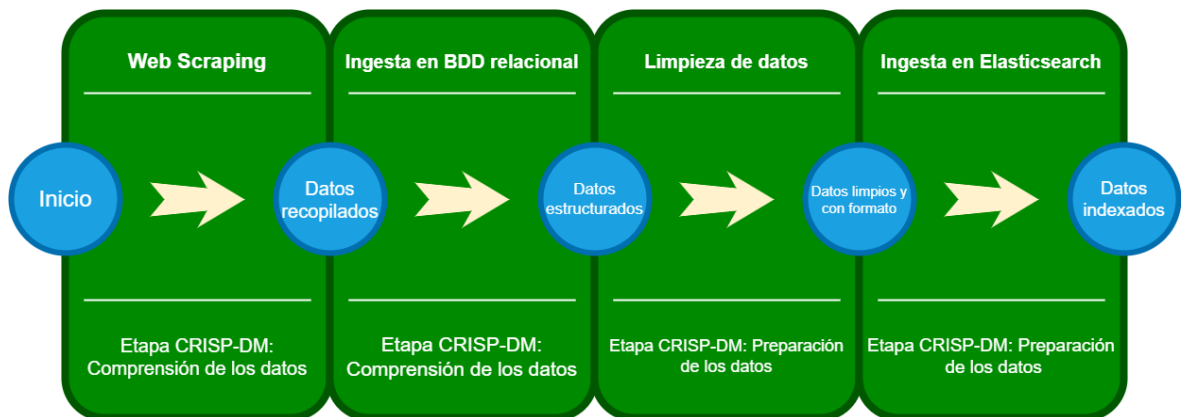 Web Scraping
Ingesta en BDD relacional
Limpieza de datos
Ingesta en Elasticsearch
Inicio
Datos
recopilados
Datos
estructurados
Datos limpios y
con formato
Datos
indexados
Etapa CRISP-DM:
Comprensión de los datos
Etapa CRISP-DM:
Comprensión de los datos
Etapa CRISP-DM: Preparación
de los datos
Etapa CRISP-DM: Preparación
de los datos